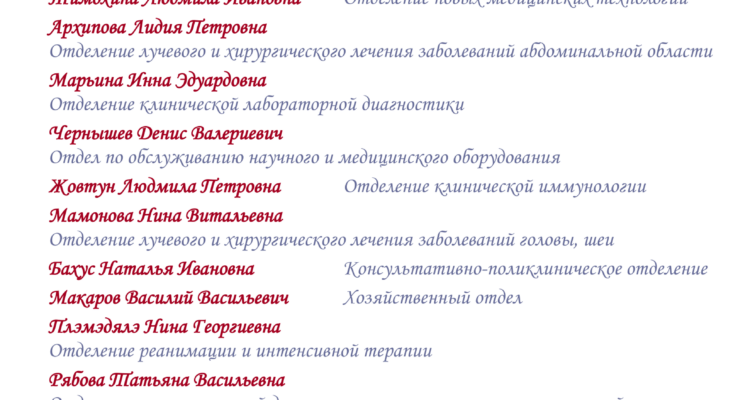 Тимохина Людмила Ивановна Отделение новых медицинских технологий
Архипова Лидия Петровна
Отделение лучевого и хирургического лечения заболеваний абдоминальной области
Марьина Инна Эдуардовна
Отделение клинической лабораторной диагностики
Чернышев Денис Валериевич
Отдел по обслуживанию научного и медицинского оборудования
Жовтун Людмила Петровна Отделение клинической иммунологии
Мамонова Нина Витальевна
Отделение лучевого и хирургического лечения заболеваний головы, шеи
Бахус Наталья Ивановна Консультативно-поликлиническое отделение
Макаров Василий Васильевич Хозяйственный отдел
Плэмэдялэ Нина Георгиевна
Отделение реанимации и интенсивной терапии
Рябова Татьяна Васильевна